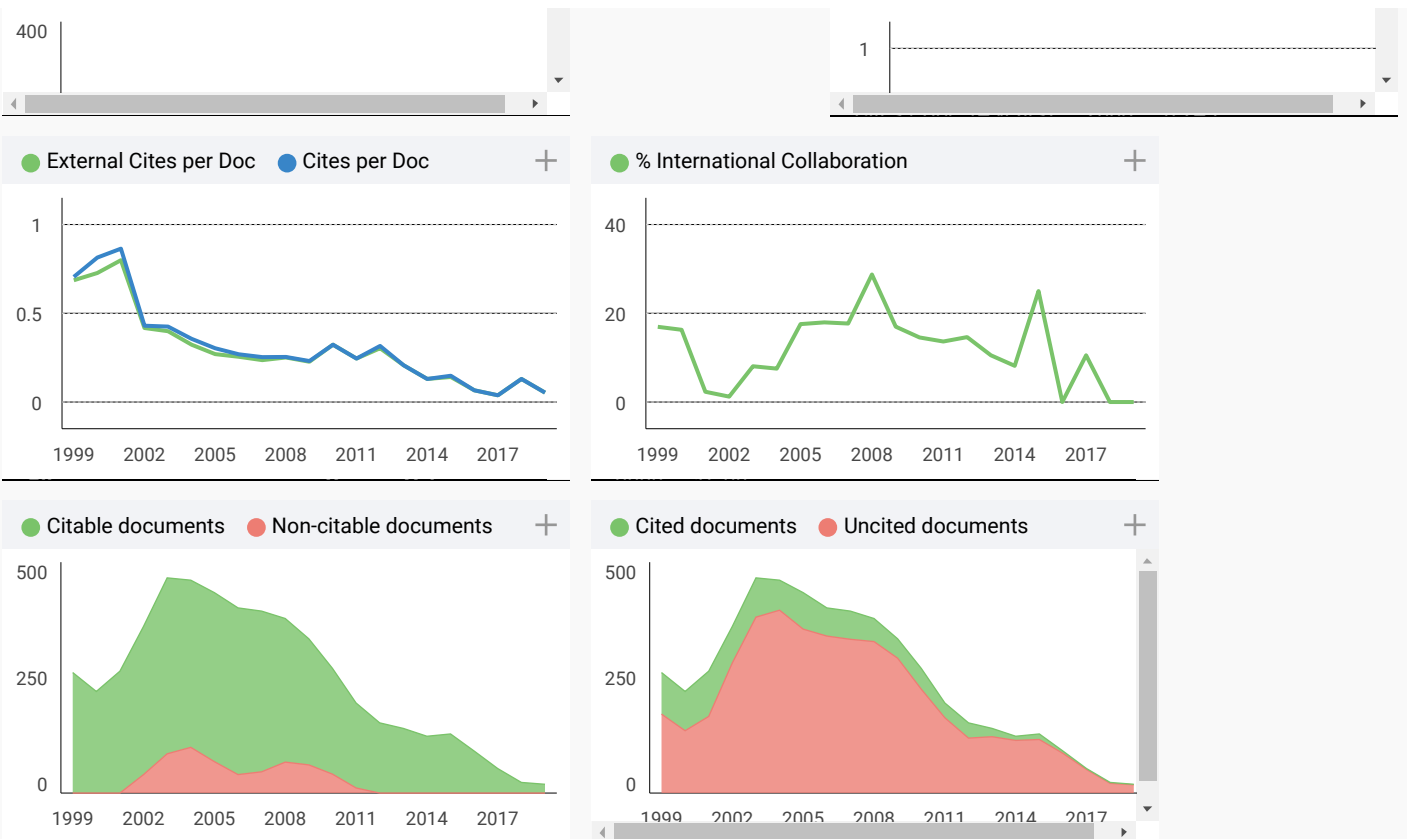 400
1
External Cites per Doc Cites per Doc
1
0.5
0
1999 2002 2005 2008 2011 2014 2017
% International Collaboration
40
20
0
1999 2002 2005 2008 2011 2014 2017
Citable documents Non-citable documents
500
250
0
1999 2002 2005 2008 2011 2014 2017
Cited documents Uncited documents
500
250
0
1999 2002 2005 2008 2011 2014 2017